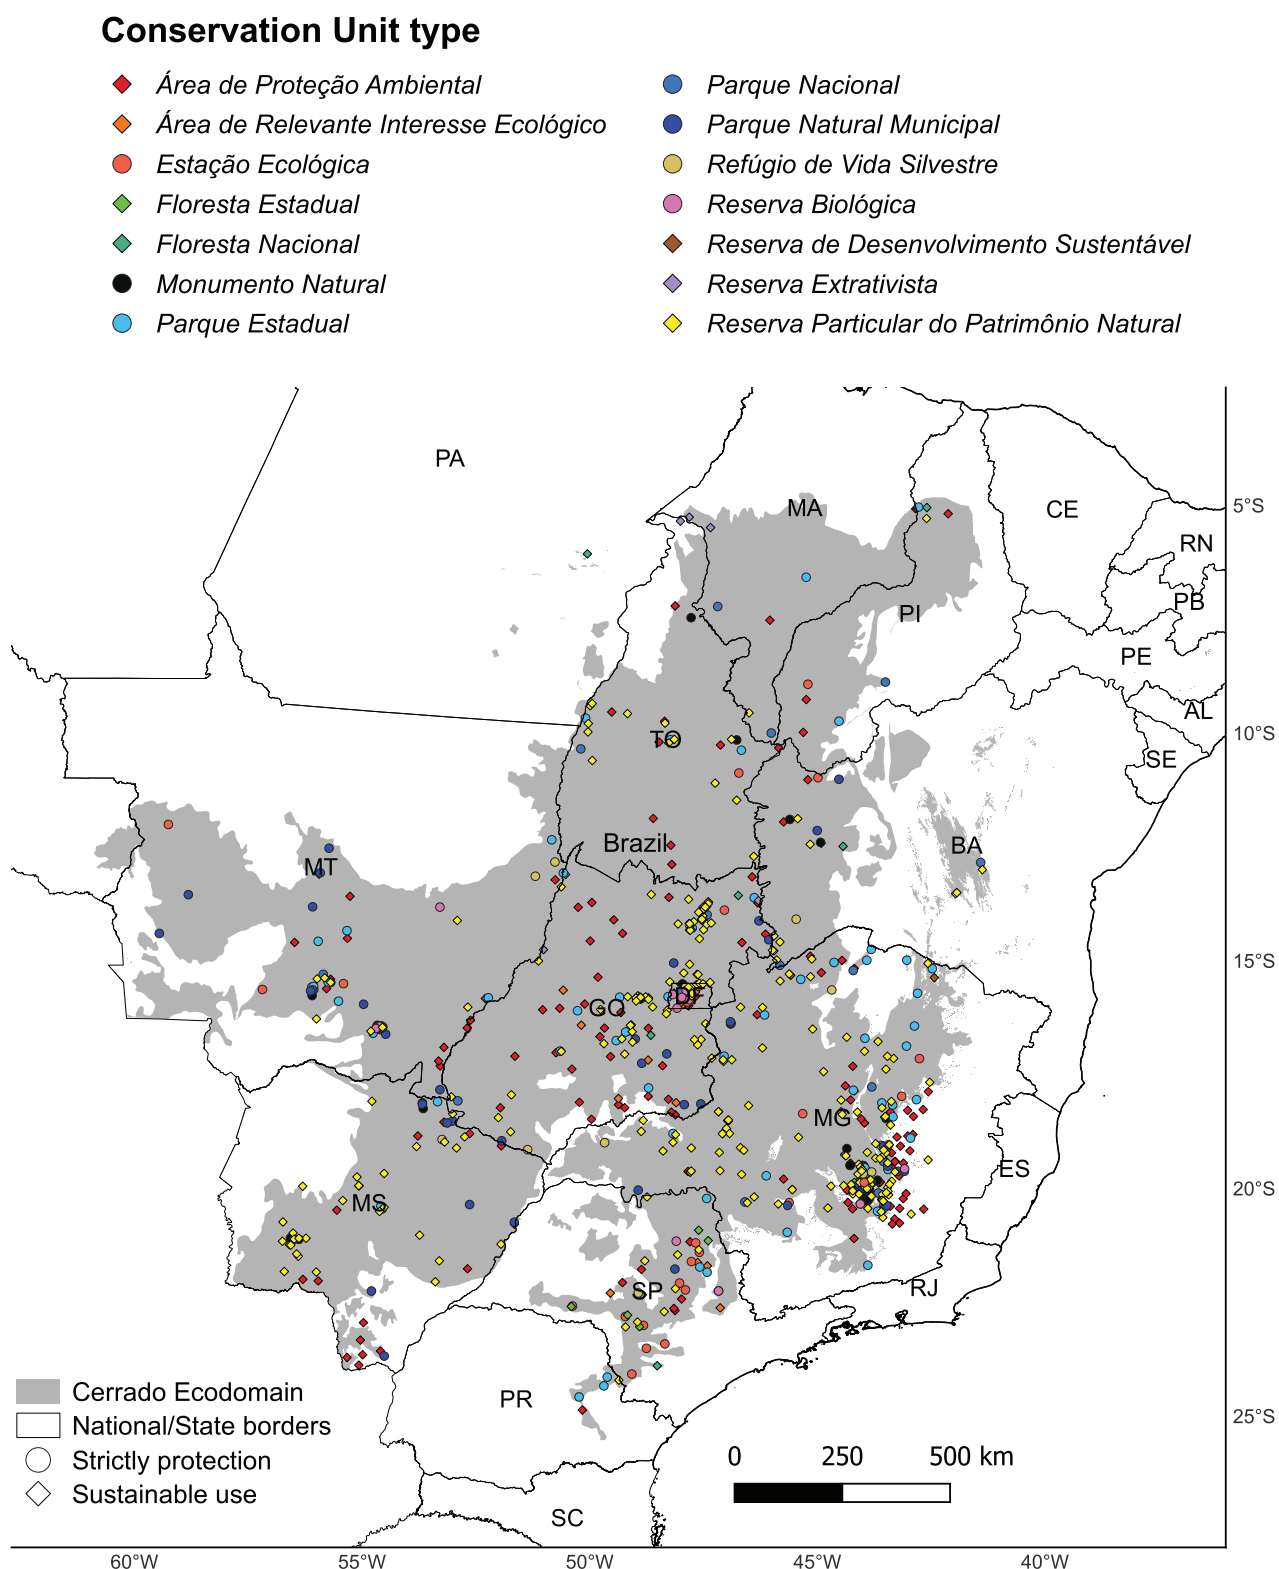 Conservation Unit type
Área de Proteção Ambiental
Área de Relevante Interesse Ecológico
Estação Ecológica
Floresta Estadual
Floresta Nacional
Monumento Natural
Parque Estadual
Parque Nacional
Parque Natural Municipal
Refúgio de Vida Silvestre
Reserva Biológica
Reserva de Desenvolvimento Sustentável
Reserva Extrativista
Reserva Particular do Patrimônio Natural
PA
MA
CE
5°S
RN
PB
PI
PE
AL
TO
10°S
SE
Brazil
BA
MT
15°S
GO
MG
ES
20°S
MS
RJ
SP
PR
25°S
SC
Cerrado Ecodomain
National/State borders
Strictly protection
Sustainable use
0 250 500 km
60°W 55°W 50°W 45°W 40°W